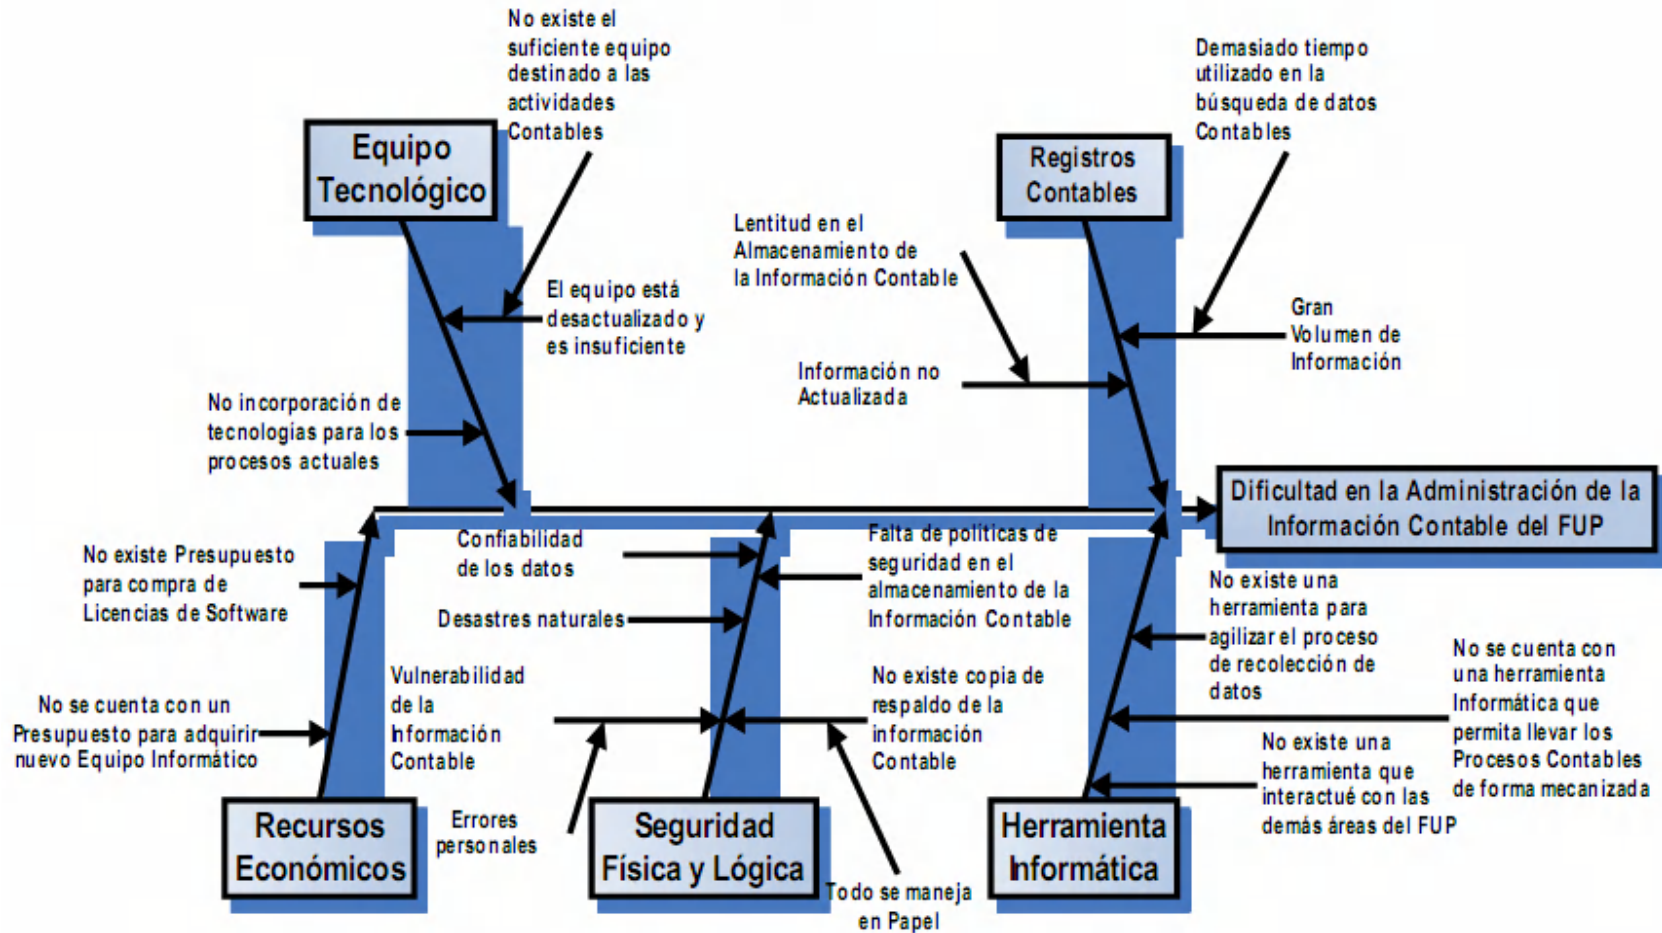 No existe el
suficiente equipo
destinado a las
actividades
Contables
Demasiado tiempo
utilizado en la
búsqueda de datos
Contables
Equipo
Tecnológico
Registros
Contables
Lentitud en el
Almacenamiento de
la Información Contable
El equipo está
desactualizado y
es insuficiente
Gran
Volumen de
Información
Información no
Actualizada
No incorporación de
tecnologías para los
procesos actuales
Dificultad en la Administración de la
Información Contable del FUP
No existe Presupuesto
para compra de
Licencias de Software
Confiabilidad
de los datos
Falta de políticas de
seguridad en el
almacenamiento de la
Información Contable
Desastres naturales
No existe una
herramienta para
agilizar el proceso
de recolección de
datos
No se cuenta con
una herramienta
Informática que
permita llevar los
Procesos Contables
de forma mecanizada
No se cuenta con un
Presupuesto para adquirir
nuevo Equipo Informático
Vulnerabilidad
de la
Información
Contable
No existe copia de
respaldo de la
información
Contable
No existe una
herramienta que
interactué con las
demás áreas del FUP
Recursos
Económicos
Errores
personales
Seguridad
Física y Lógica
Herramienta
Informática
Todo se maneja
en Papel